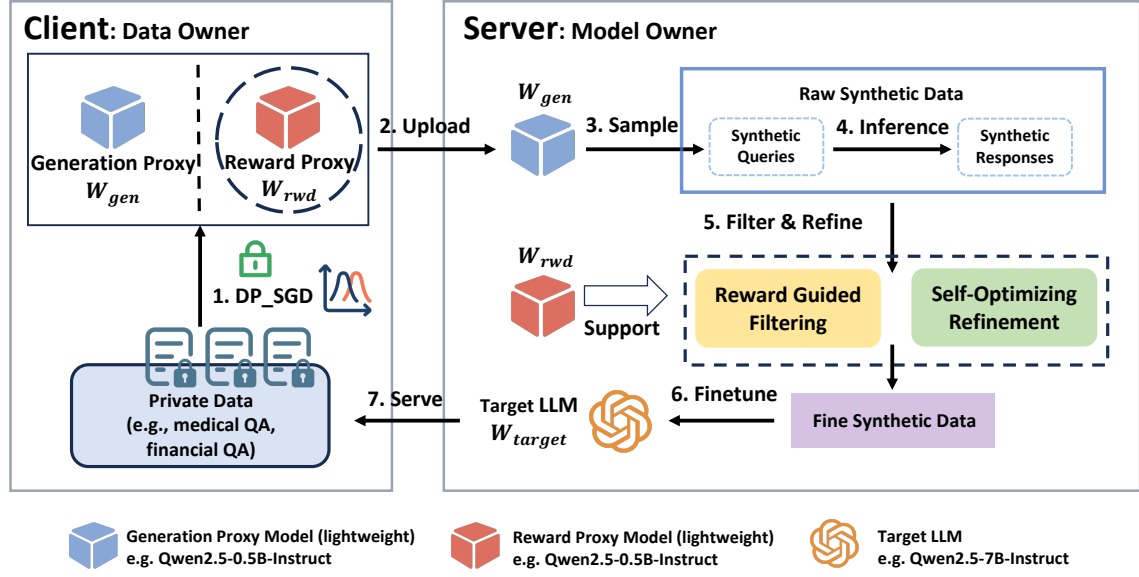 Client: Data Owner
Generation Proxy
W_gen
Reward Proxy
W_rwd
1. DP_SGD
Private Data
(e.g., medical QA,
financial QA)
2. Upload
7. Serve
Server: Model Owner
W_gen
3. Sample
Raw Synthetic Data
Synthetic
Queries
4. Inference
Synthetic
Responses
5. Filter & Refine
W_rwd
Support
Reward Guided
Filtering
Self-Optimizing
Refinement
Fine Synthetic Data
6. Finetune
Target LLM
W_target
Generation Proxy Model (lightweight)
e.g. Qwen2.5-0.5B-Instruct
Reward Proxy Model (lightweight)
e.g. Qwen2.5-0.5B-Instruct
Target LLM
e.g. Qwen2.5-7B-Instruct